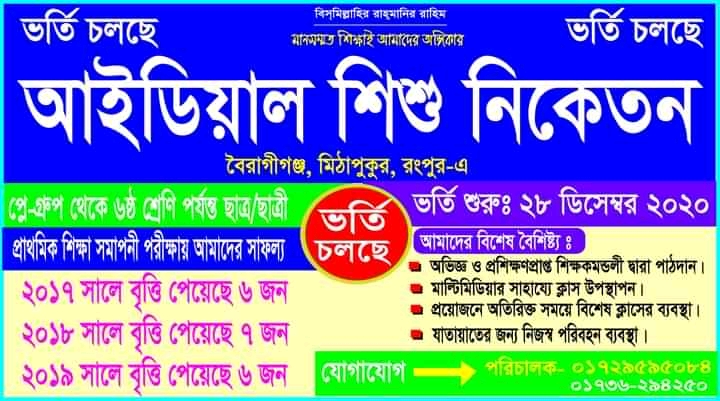 বিসমিল্লাহির রাহমানির রাহিম
ভর্তি চলছে
মানসম্মত শিক্ষাই আমাদের অঙ্গিকার
ভর্তি চলছে
আইডিয়াল শিশু নিকেতন
বৈরাগীগঞ্জ, মিঠাপুকুর, রংপুর-এ
প্লে-গ্রুপ থেকে ৬ষ্ঠ শ্রেণি পর্যন্ত ছাত্র/ছাত্রী
ভর্তি চলছে
ভর্তি শুরুঃ ২৮ ডিসেম্বর ২০২০
প্রাথমিক শিক্ষা সমাপনী পরীক্ষায় আমাদের সাফল্য
২০১৭ সালে বৃত্তি পেয়েছে ৬ জন
২০১৮ সালে বৃত্তি পেয়েছে ৭ জন
২০১৯ সালে বৃত্তি পেয়েছে ৬ জন
আমাদের বিশেষ বৈশিষ্ট্য ঃ
অভিজ্ঞ ও প্রশিক্ষণপ্রাপ্ত শিক্ষকমন্ডলী দ্বারা পাঠদান।
মাল্টিমিডিয়ার সাহায্যে ক্লাস উপস্থাপন।
প্রয়োজনে অতিরিক্ত সময়ে বিশেষ ক্লাসের ব্যবস্থা।
যাতায়াতের জন্য নিজস্ব পরিবহন ব্যবস্থা।
যোগাযোগ
পরিচালক- ০১৭২৯৫৯৫০৮৪
০১৭৩৬-২৯৪২৫০